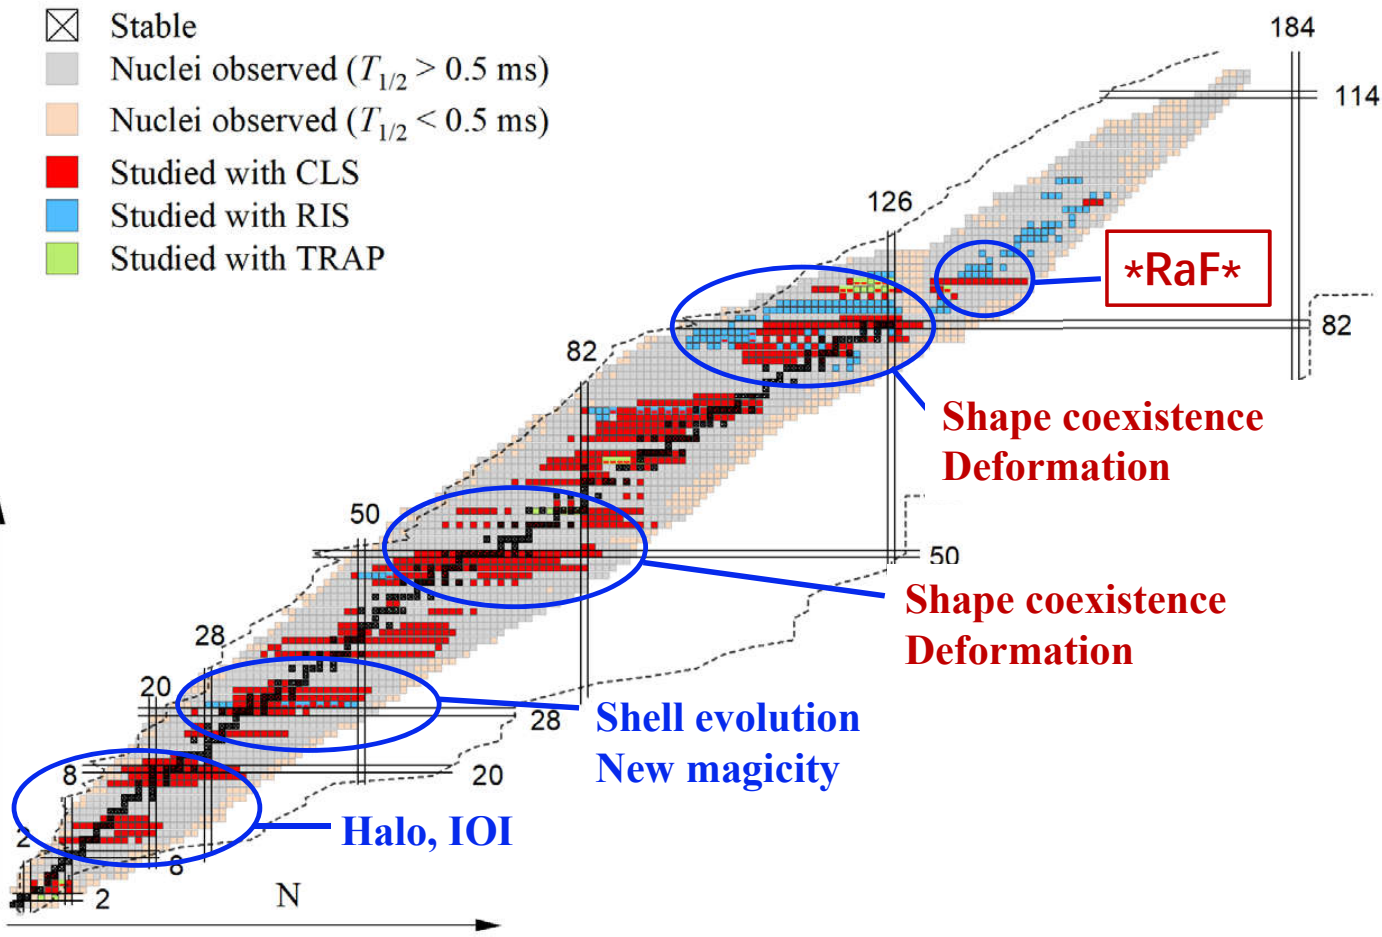 Stable
Nuclei observed (T1/2 > 0.5 ms)
Nuclei observed (T1/2 < 0.5 ms)
Studied with CLS
Studied with RIS
Studied with TRAP
184
114
126
*RaF*
82
82
Shape coexistence
Deformation
50
50
Shape coexistence
Deformation
28
20
28
Shell evolution
New magicity
8
20
2
Halo, IOI
8
2
N